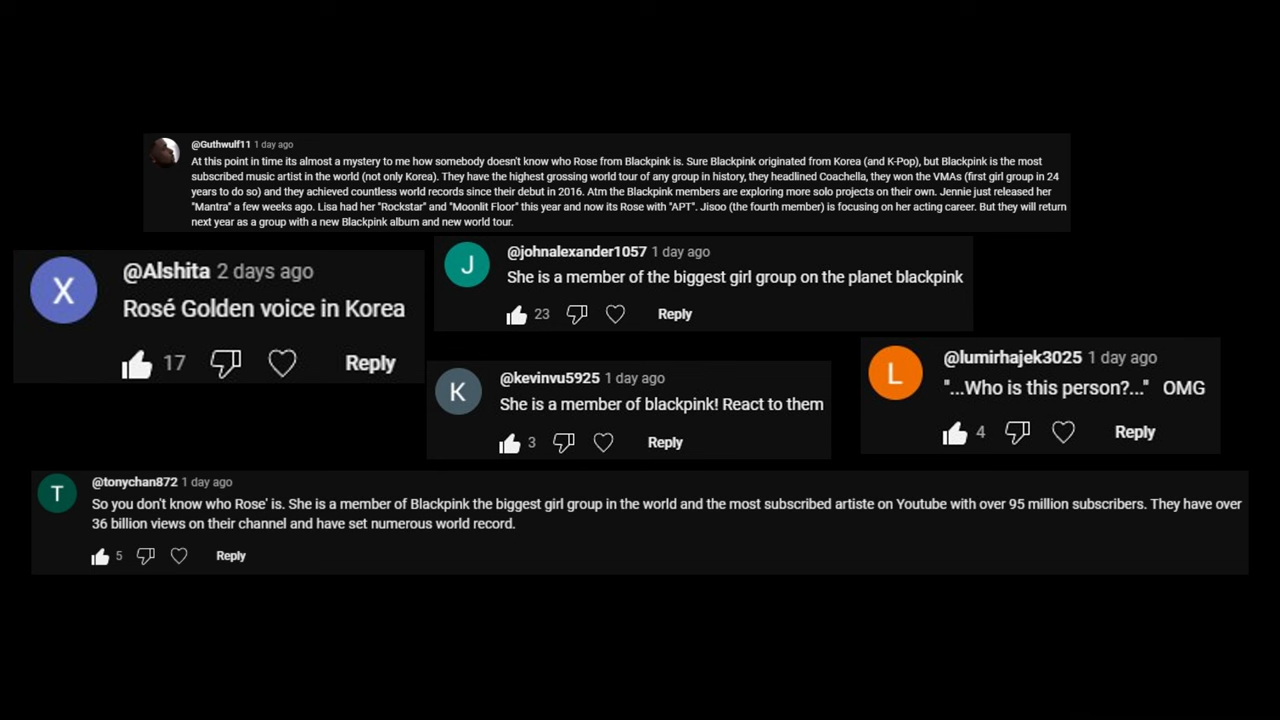 @Guthwulf11 1 day ago
At this point in time its almost a mystery to me how somebody doesn't know who Rose from Blackpink is. Sure Blackpink originated from Korea (and K-Pop), but Blackpink is the most
subscribed music artist in the world (not only Korea). They have the highest grossing world tour of any group in history, they headlined Coachella, they won the VMAs (first girl group in 24
years to do so) and they achieved countless world records since their debut in 2016. Atm the Blackpink members are exploring more solo projects on their own. Jennie just released her
"Mantra" a few weeks ago. Lisa had her "Rockstar" and "Moonlit Floor" this year and now its Rose with "APT". Jisoo (the fourth member) is focusing on her acting career. But they will return
next year as a group with a new Blackpink album and new world tour.
X
@Alshita 2 days ago
Rosé Golden voice in Korea
17 Reply
J
@johnalexander1057 1 day ago
She is a member of the biggest girl group on the planet blackpink
23 Reply
K
@kevinvu5925 1 day ago
She is a member of blackpink! React to them
3 Reply
L
@lumirhajek3025 1 day ago
"...Who is this person?..." OMG
4 Reply
T
@tonychan872 1 day ago
So you don't know who Rose' is. She is a member of Blackpink the biggest girl group in the world and the most subscribed artiste on Youtube with over 95 million subscribers. They have over
36 billion views on their channel and have set numerous world record.
5 Reply